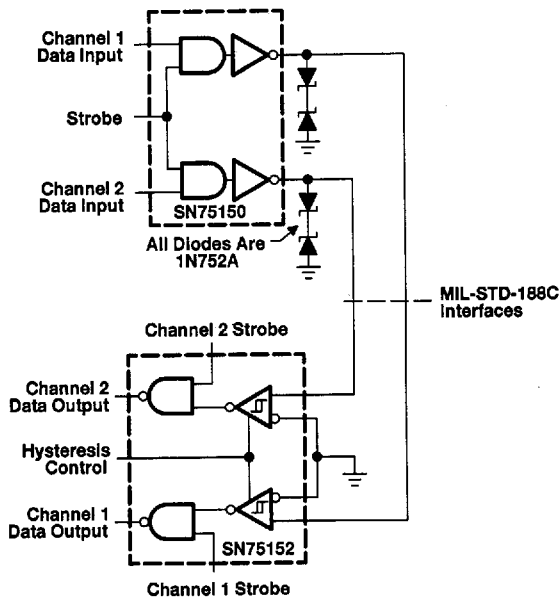 Channel 1
Data Input
Strobe
Channel 2
Data Input
SN75150
All Diodes Are
1N752A
MIL-STD-188C
Interfaces
Channel 2 Strobe
Channel 2
Data Output
Hysteresis
Control
Channel 1
Data Output
SN75152
Channel 1 Strobe